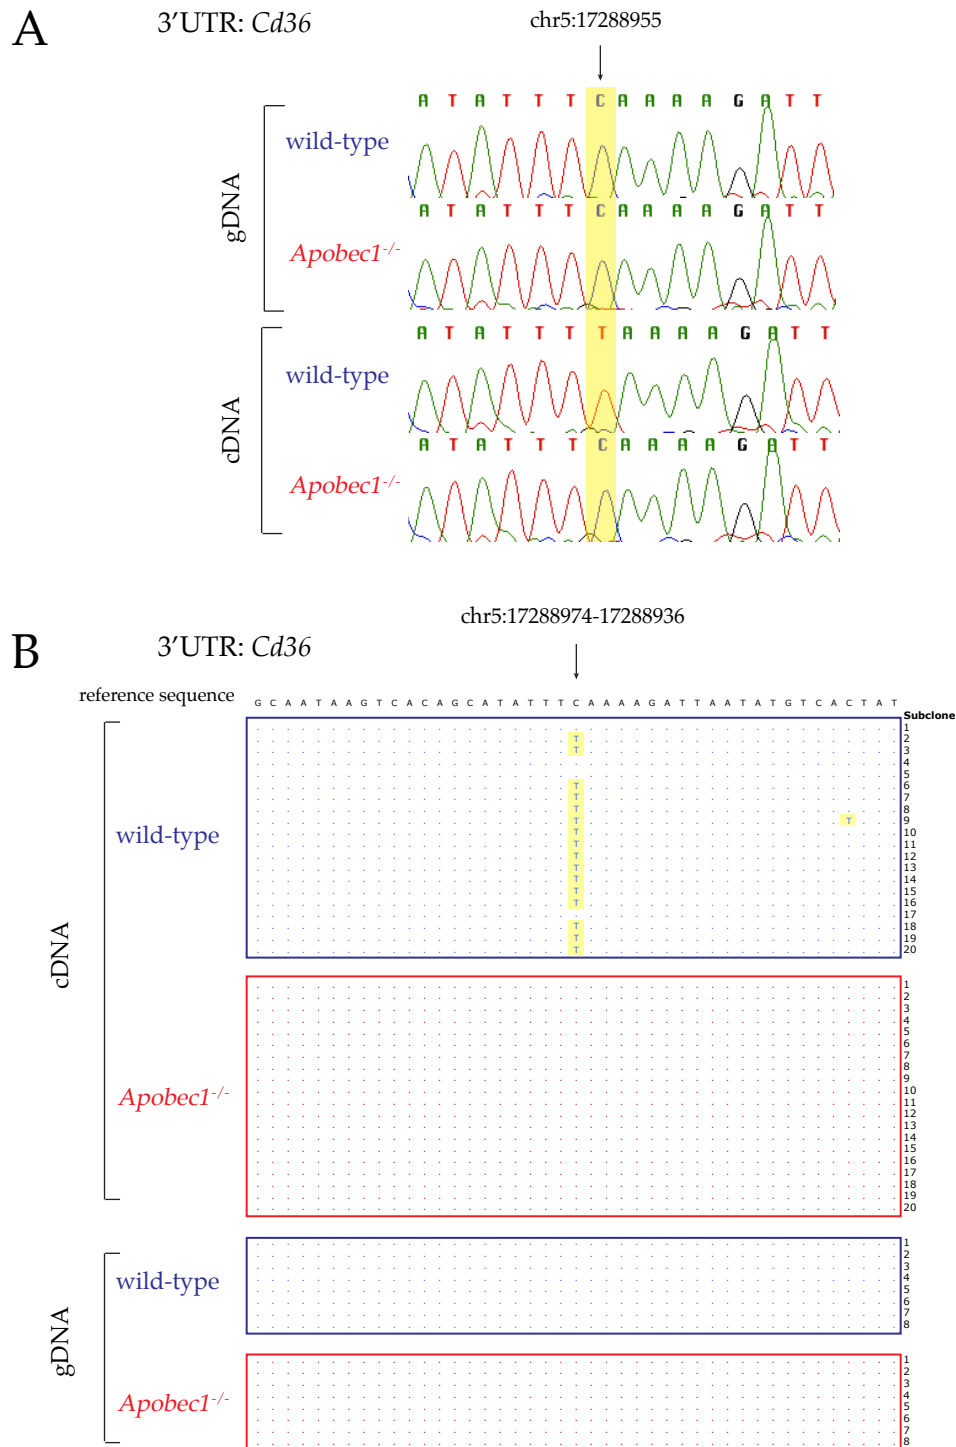 A
3'UTR: Cd36
chr5:17288955
gDNA
wild-type
A T A T T T C A A A A G A T T
Apobec1-/-
A T A T T T C A A A A G A T T
cDNA
wild-type
A T A T T T T A A A A G A T T
Apobec1-/-
A T A T T T C A A A A G A T T
B
3'UTR: Cd36
chr5:17288974-17288936
reference sequence
G C A A T A A G T C A C A G C A T A T T T C A A A A G A T T A A T A T G T C A C T A T
Subclone
cDNA
wild-type
1
T 2
T 3
4
5
T 6
T 7
T 8
T T 9
T 10
T 11
T 12
T 13
T 14
T 15
T 16
17
T 18
T 19
T 20
Apobec1-/-
1
2
3
4
5
6
7
8
9
10
11
12
13
14
15
16
17
18
19
20
gDNA
wild-type
1
2
3
4
5
6
7
8
Apobec1-/-
1
2
3
4
5
6
7
8